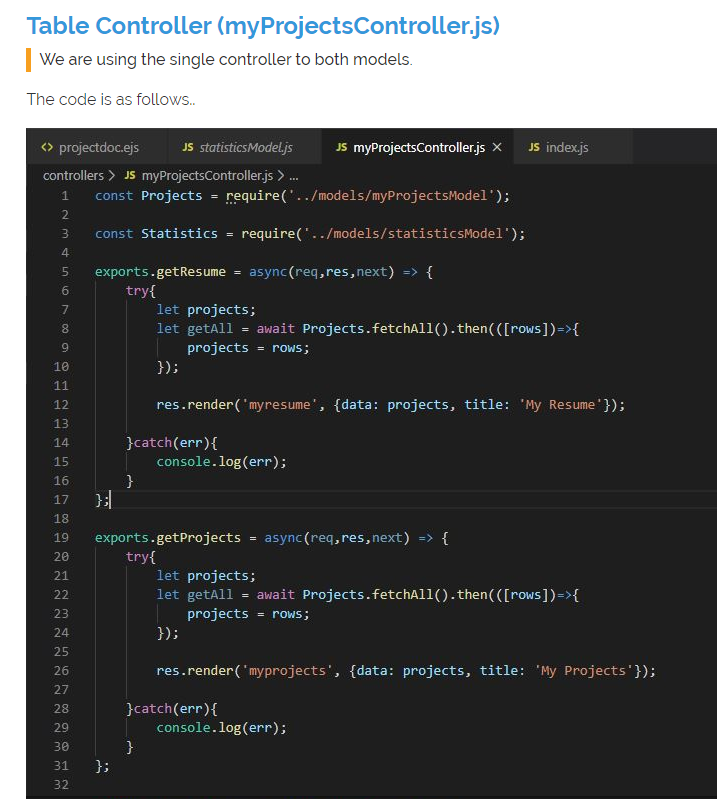 Table Controller (myProjectsController.js)
We are using the single controller to both models.
The code is as follows..
<> projectdoc.ejs JS statisticsModel.js JS myProjectsController.js × JS index.js
controllers > JS myProjectsController.js > ...
1 const Projects = require('../models/myProjectsModel');
2
3 const Statistics = require('../models/statisticsModel');
4
5 exports.getResume = async(req,res,next) => {
6 try{
7 let projects;
8 let getAll = await Projects.fetchAll().then(([rows])=>{
9 projects = rows;
10 });
11
12 res.render('myresume', {data: projects, title: 'My Resume'});
13
14 }catch(err){
15 console.log(err);
16 }
17 };
18
19 exports.getProjects = async(req,res,next) => {
20 try{
21 let projects;
22 let getAll = await Projects.fetchAll().then(([rows])=>{
23 projects = rows;
24 });
25
26 res.render('myprojects', {data: projects, title: 'My Projects'});
27
28 }catch(err){
29 console.log(err);
30 }
31 };
32